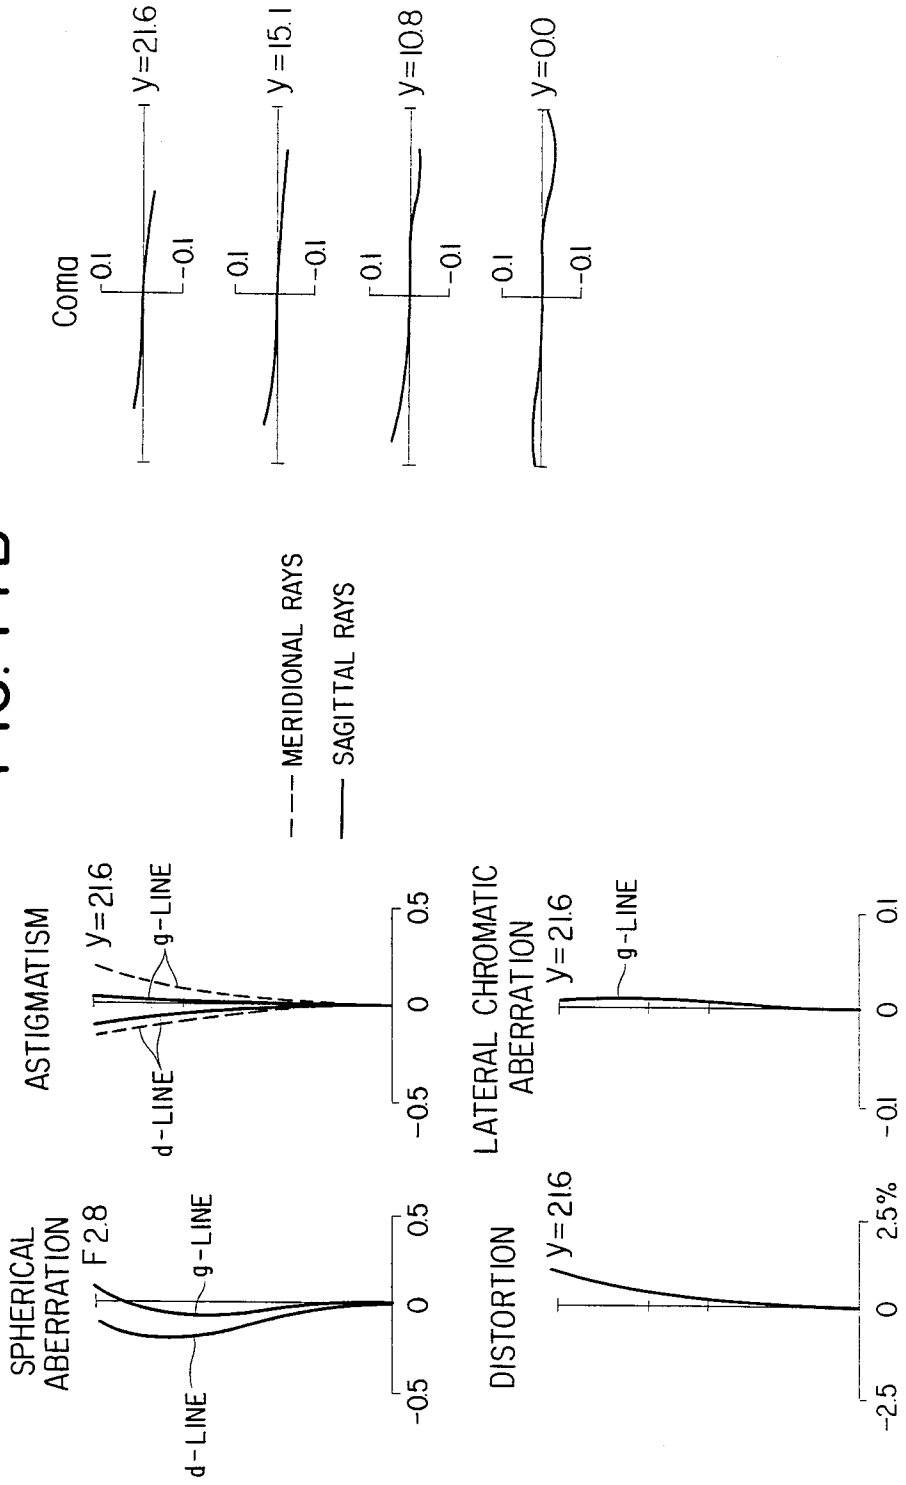 SPHERICAL
ABERRATION
F 2.8
g-LINE
d-LINE
-0.5
0
0.5
ASTIGMATISM
y=21.6
g-LINE
d-LINE
-0.5
0
0.5
MERIDIONAL RAYS
SAGITTAL RAYS
DISTORTION
y=21.6
-2.5
0
2.5%
LATERAL CHROMATIC
ABERRATION
y=21.6
g-LINE
-0.1
0
0.1
Coma
0.1
-0.1
y=21.6
0.1
-0.1
y=15.1
0.1
-0.1
y=10.8
0.1
-0.1
y=0.0